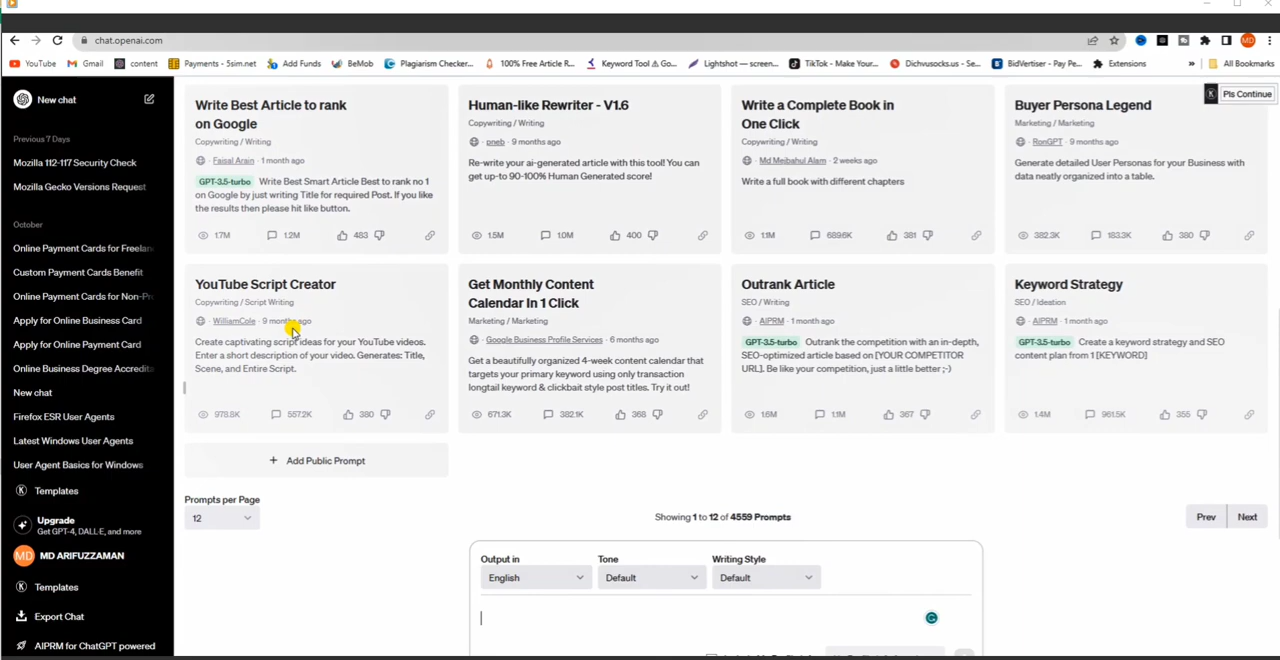 chat.openai.com
YouTube
Gmail
content
Payments - 5sim.net
Add Funds
BeMob
Plagiarism Checker...
100% Free Article R...
Keyword Tool ⚠ Go...
Lightshot — screen...
TikTok - Make Your...
Dichvusocks.us - Se...
BidVertiser - Pay Pe...
Extensions
»
All Bookmarks
MD
New chat
Previous 7 Days
Mozilla 112-117 Security Check
Mozilla Gecko Versions Request
October
Online Payment Cards for Freelan
Custom Payment Cards Benefit
Online Payment Cards for Non-Pr
Apply for Online Business Card
Apply for Online Payment Card
Online Business Degree Accredita
New chat
Firefox ESR User Agents
Latest Windows User Agents
User Agent Basics for Windows
Templates
Upgrade
Get GPT-4, DALL·E, and more
MD ARIFUZZAMAN
Templates
Export Chat
AIPRM for ChatGPT powered
Pls Continue
Write Best Article to rank
on Google
Copywriting / Writing
Faisal Arain · 1 month ago
GPT-3.5-turbo Write Best Smart Article Best to rank no 1
on Google by just writing Title for required Post. If you like
the results then please hit like button.
1.7M 1.2M 483
Human-like Rewriter - V1.6
Copywriting / Writing
pneb · 9 months ago
Re-write your ai-generated article with this tool! You can
get up-to 90-100% Human Generated score!
1.5M 1.0M 400
Write a Complete Book in
One Click
Copywriting / Writing
Md Mejbahul Alam · 2 weeks ago
Write a full book with different chapters
1.1M 689.6K 381
Buyer Persona Legend
Marketing / Marketing
RonGPT · 9 months ago
Generate detailed User Personas for your Business with
data neatly organized into a table.
382.3K 183.3K 380
YouTube Script Creator
Copywriting / Script Writing
WilliamCole · 9 months ago
Create captivating script ideas for your YouTube videos.
Enter a short description of your video. Generates: Title,
Scene, and Entire Script.
978.8K 557.2K 380
Get Monthly Content
Calendar In 1 Click
Marketing / Marketing
Google Business Profile Services · 6 months ago
Get a beautifully organized 4-week content calendar that
targets your primary keyword using only transaction
longtail keyword & clickbait style post titles. Try it out!
671.3K 382.1K 368
Outrank Article
SEO / Writing
AIPRM · 1 month ago
GPT-3.5-turbo Outrank the competition with an in-depth,
SEO-optimized article based on [YOUR COMPETITOR
URL]. Be like your competition, just a little better ;-)
1.6M 1.1M 367
Keyword Strategy
SEO / Ideation
AIPRM · 1 month ago
GPT-3.5-turbo Create a keyword strategy and SEO
content plan from 1 [KEYWORD]
1.4M 961.5K 355
+ Add Public Prompt
Prompts per Page
12
Showing 1 to 12 of 4559 Prompts
Prev
Next
Output in
Tone
Writing Style
English
Default
Default